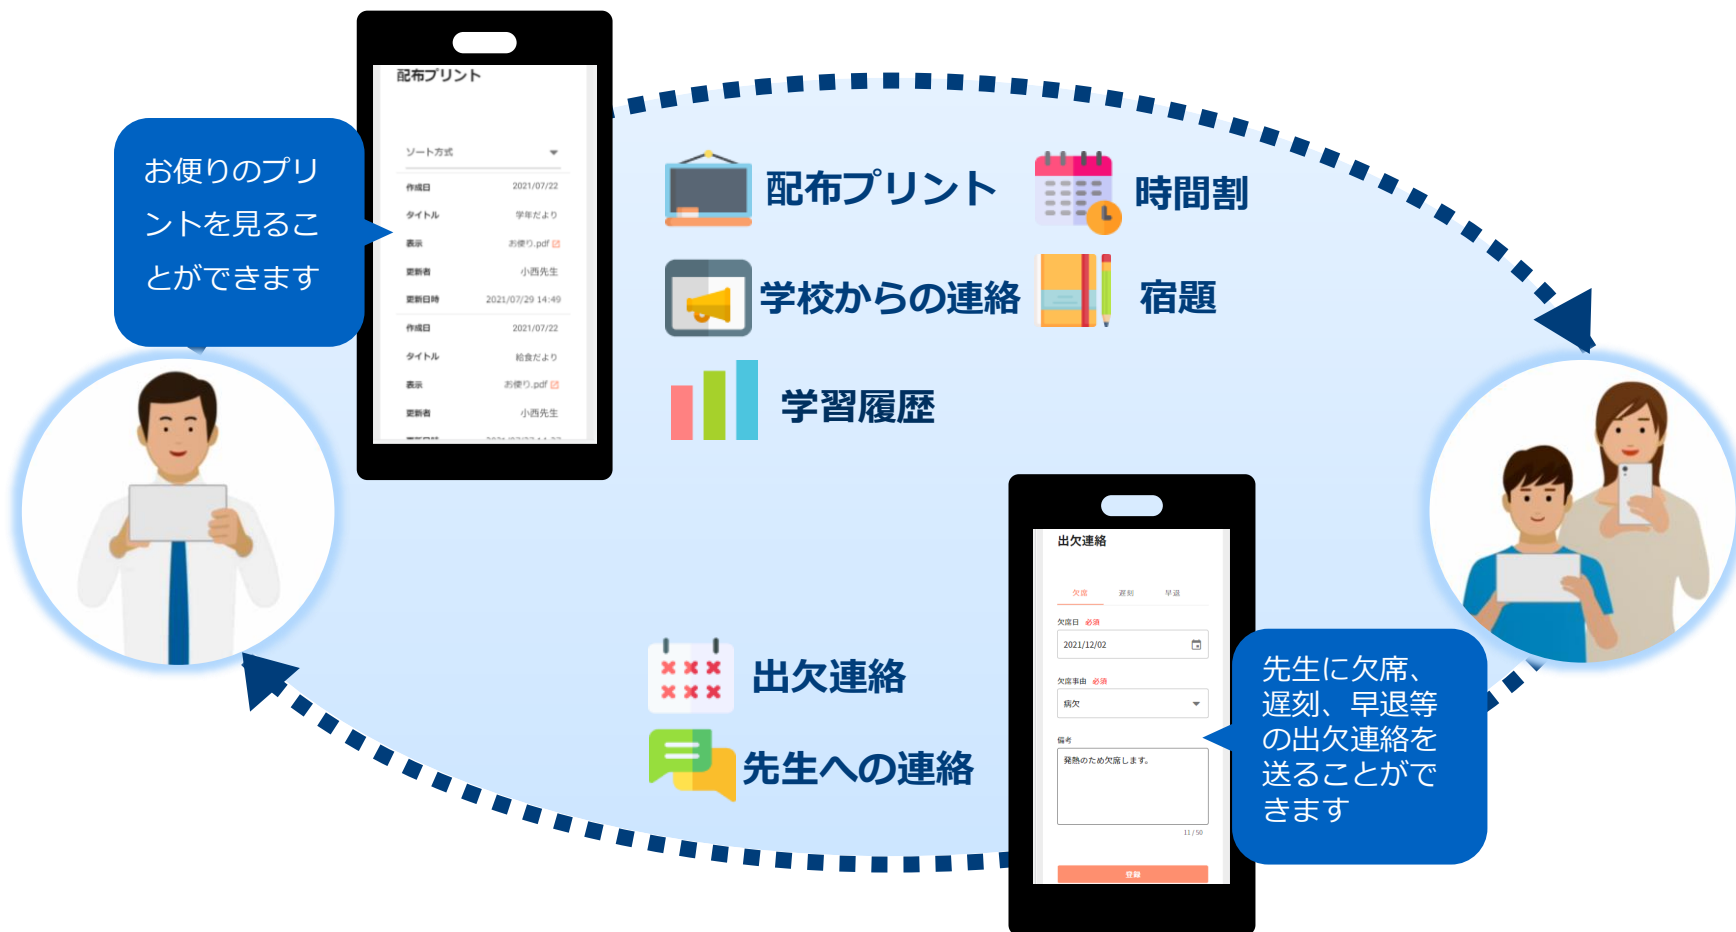 配布プリント
ソート方式
作成日 2021/07/22
タイトル 学年だより
表示 お便り.pdf
更新者 小西先生
更新日時 2021/07/29 14:49
作成日 2021/07/22
タイトル 給食だより
表示 お便り.pdf
更新者 小西先生
お便りのプリ
ントを見るこ
とができます
配布プリント
時間割
学校からの連絡
宿題
学習履歴
出欠連絡
先生への連絡
出欠連絡
欠席 遅刻 早退
欠席日 必須
2021/12/02
欠席事由 必須
病欠
備考
発熱のため欠席します。
11/50
登録
先生に欠席、
遅刻、早退等
の出欠連絡を
送ることがで
きます